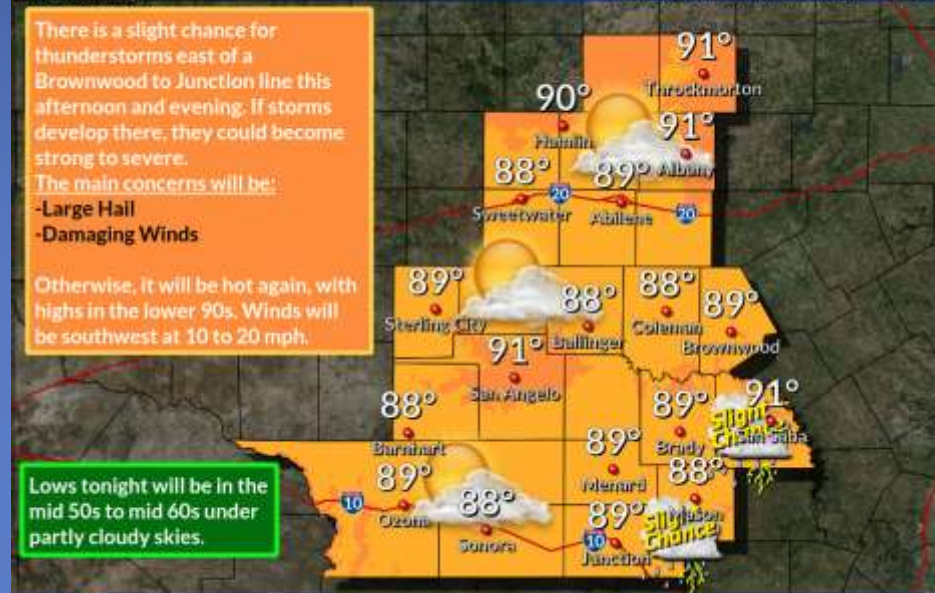 There is a slight chance for
thunderstorms east of a
Brownwood to Junction line this
afternoon and evening. If storms
develop there, they could become
strong to severe.
The main concerns will be:
-Large Hail
-Damaging Winds
Otherwise, it will be hot again, with
highs in the lower 90s. Winds will
be southwest at 10 to 20 mph.
91°
Throckmorton
90°
Hamlin
91°
Albany
88°
Sweetwater
20
89°
Abilene
20
89°
Sterling City
88°
Ballinger
88°
Coleman
89°
Brownwood
91°
San Angelo
88°
Barnhart
89°
Brady
91°
San Saba
Slight
Chance
89°
Menard
88°
Mason
Slight
Chance
10
89°
Ozona
88°
Sonora
89°
10
Junction
Lows tonight will be in the
mid 50s to mid 60s under
partly cloudy skies.